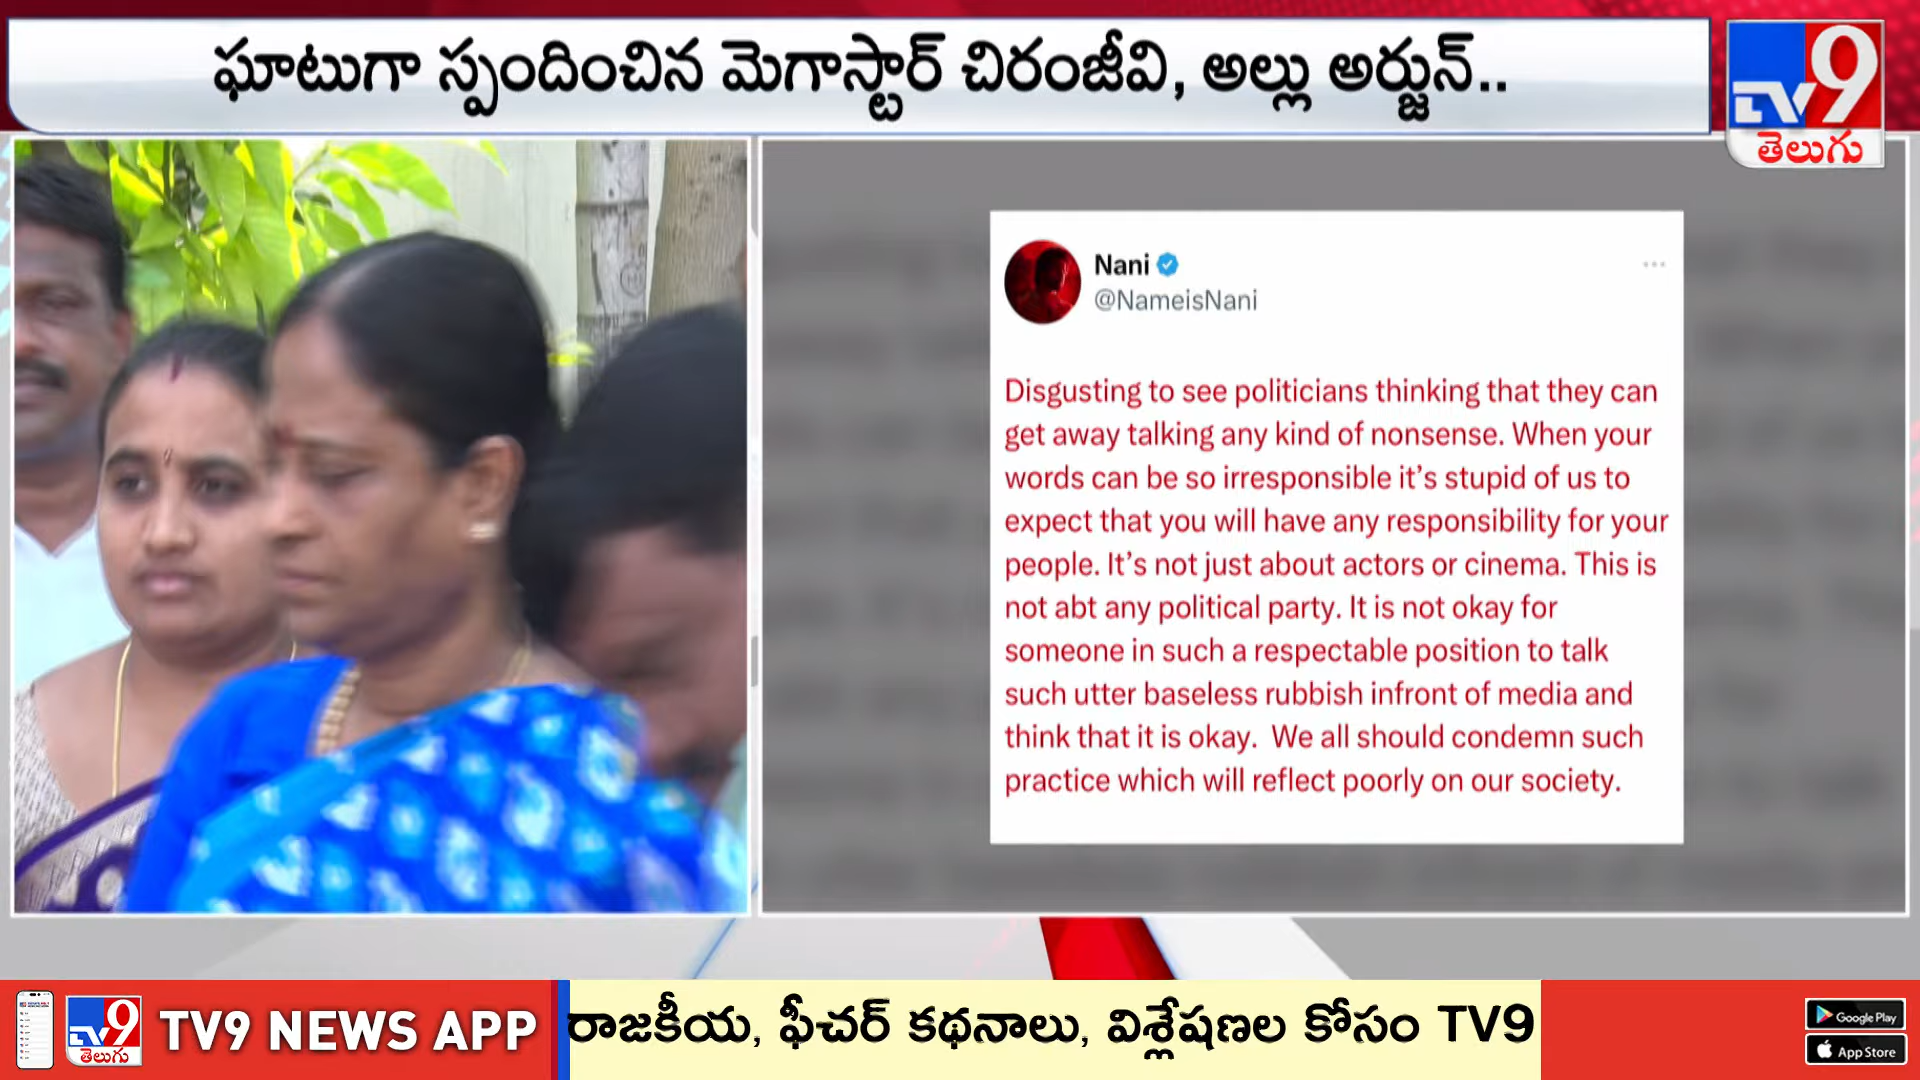 ఘాటుగా స్పందించిన మెగాస్టార్ చిరంజీవి, అల్లు అర్జున్..
TV9
తెలుగు
Nani
@NameisNani
Disgusting to see politicians thinking that they can
get away talking any kind of nonsense. When your
words can be so irresponsible it's stupid of us to
expect that you will have any responsibility for your
people. It's not just about actors or cinema. This is
not abt any political party. It is not okay for
someone in such a respectable position to talk
such utter baseless rubbish infront of media and
think that it is okay.  We all should condemn such
practice which will reflect poorly on our society.
TV9
తెలుగు
TV9 NEWS APP
రాజకీయ, ఫీచర్ కథనాలు, విశ్లేషణల కోసం TV9
Google Play
App Store